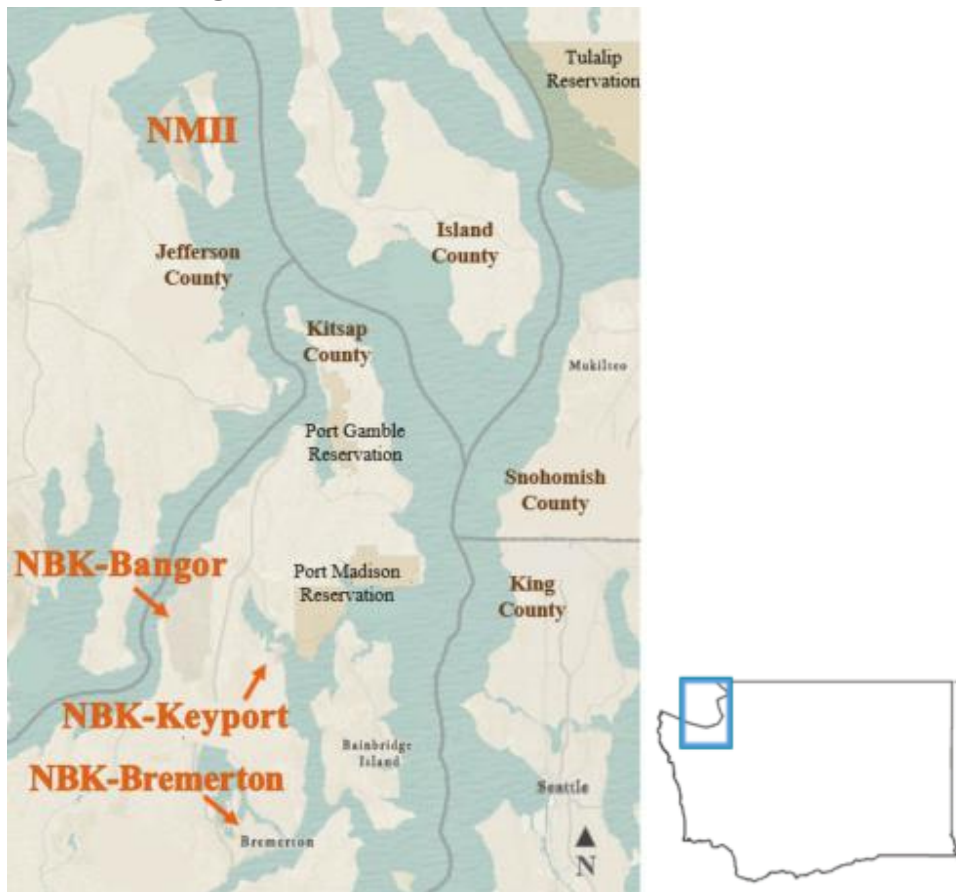 Tulalip
Reservation
NMII
Island
County
Jefferson
County
Kitsap
County
Mukilteo
Port Gamble
Reservation
Snohomish
County
NBK-Bangor
Port Madison
Reservation
King
County
NBK-Keyport
Bainbridge
Island
NBK-Bremerton
Seattle
Bremerton
N